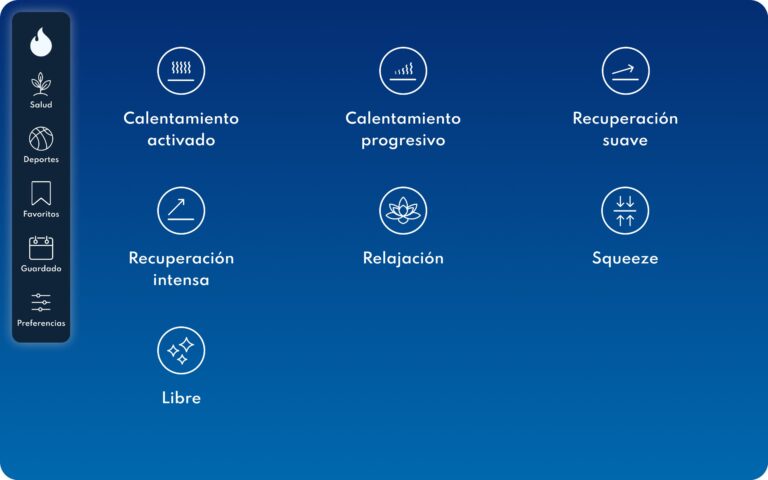 Salud
Deportes
Favoritos
Guardado
Preferencias
Calentamiento
activado
Calentamiento
progresivo
Recuperación
suave
Recuperación
intensa
Relajación
Squeeze
Libre